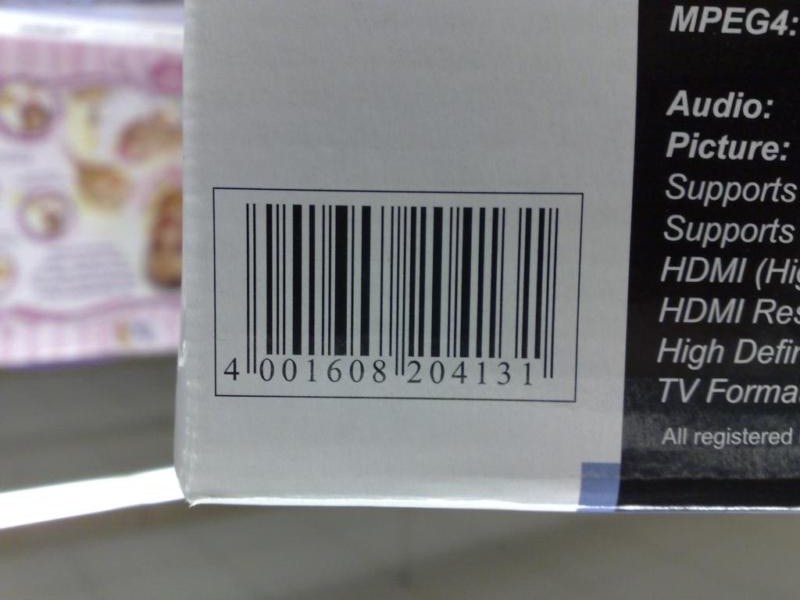 MPEG4:
Audio:
Picture:
Supports
Supports
HDMI (Hig
HDMI Res
High Defin
TV Forma
All registered
4 001608 204131